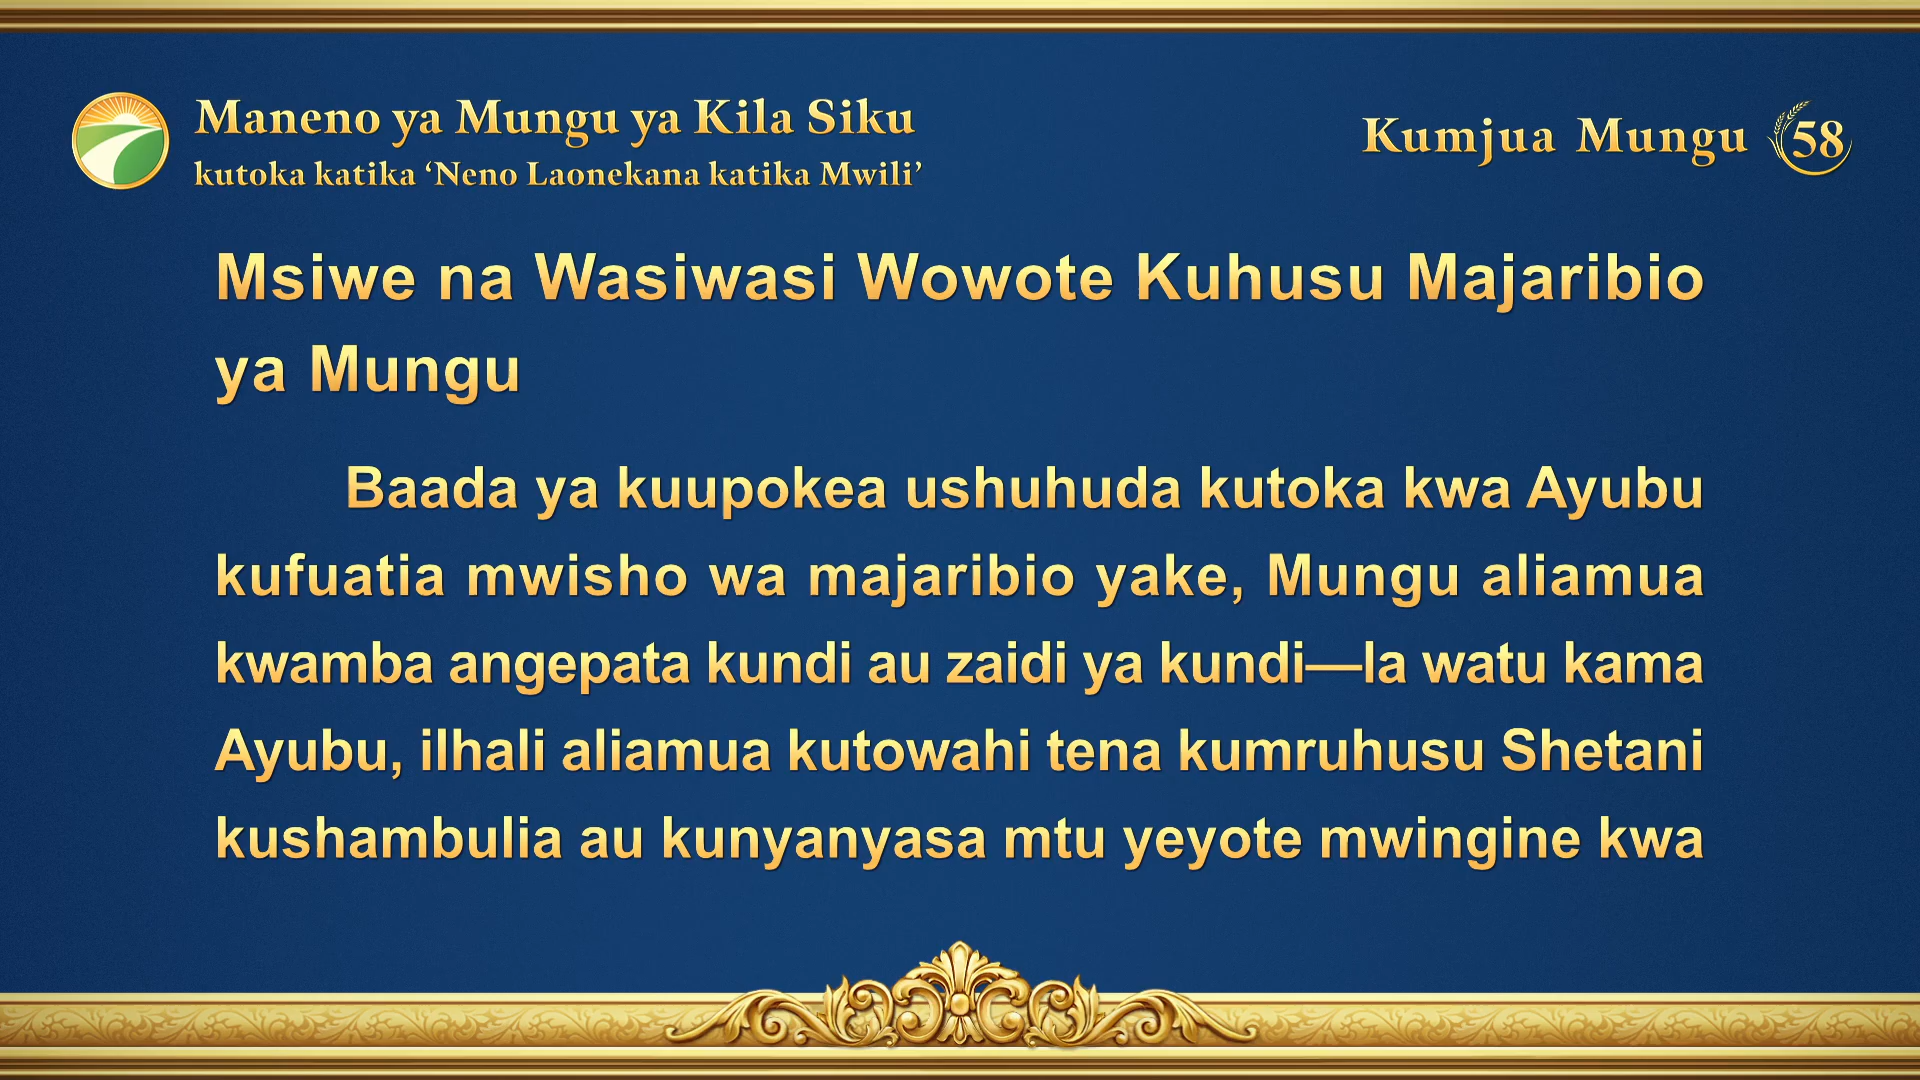 Maneno ya Mungu ya Kila Siku
kutoka katika ‘Neno Laonekana katika Mwili’
Kumjua Mungu 58
Msiwe na Wasiwasi Wowote Kuhusu Majaribio
ya Mungu
Baada ya kuupokea ushuhuda kutoka kwa Ayubu
kufuatia mwisho wa majaribio yake, Mungu aliamua
kwamba angepata kundi au zaidi ya kundi—la watu kama
Ayubu, ilhali aliamua kutowahi tena kumruhusu Shetani
kushambulia au kunyanyasa mtu yeyote mwingine kwa